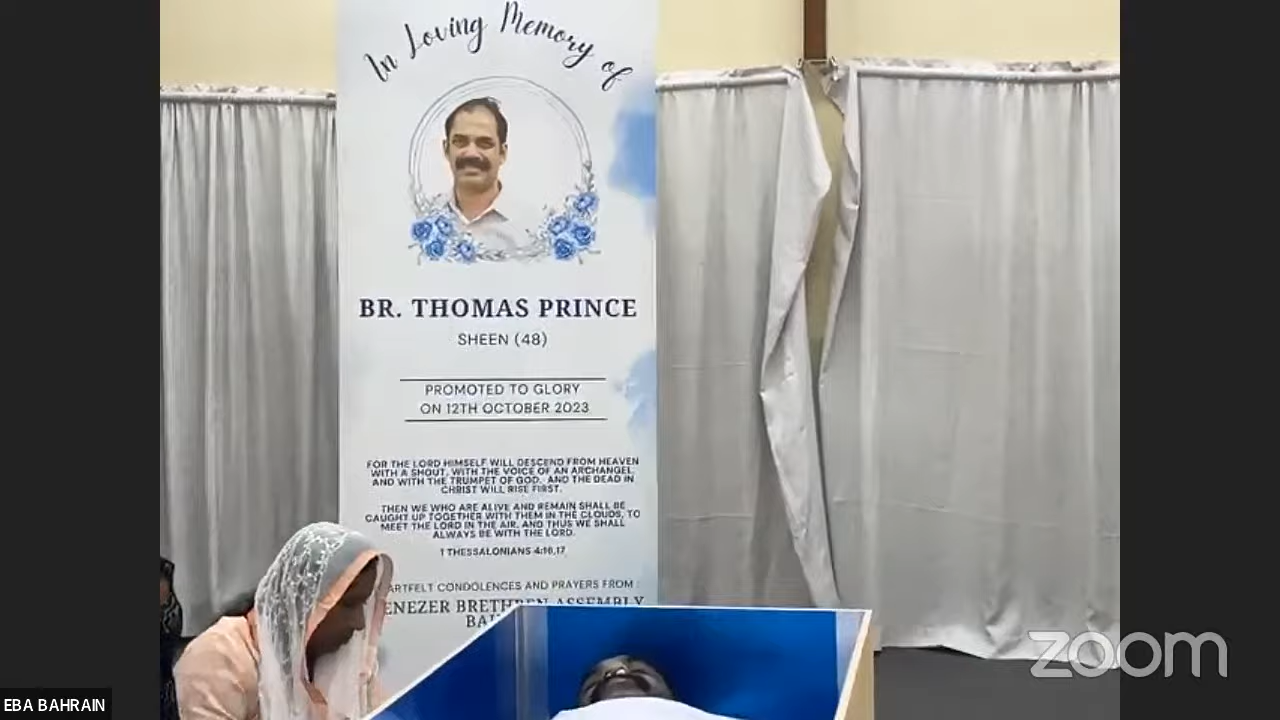 In Loving Memory of
BR. THOMAS PRINCE
SHEEN (48)
PROMOTED TO GLORY
ON 12TH OCTOBER 2023
FOR THE LORD HIMSELF WILL DESCEND FROM HEAVEN
WITH A SHOUT, WITH THE VOICE OF AN ARCHANGEL,
AND WITH THE TRUMPET OF GOD. AND THE DEAD IN
CHRIST WILL RISE FIRST.
THEN WE WHO ARE ALIVE AND REMAIN SHALL BE
CAUGHT UP TOGETHER WITH THEM IN THE CLOUDS, TO
MEET THE LORD IN THE AIR. AND THUS WE SHALL
ALWAYS BE WITH THE LORD.
1 THESSALONIANS 4:16,17
ARTFELT CONDOLENCES AND PRAYERS FROM :
ENEZER BRETHREN ASSEMBLY
zoom
EBA BAHRAIN